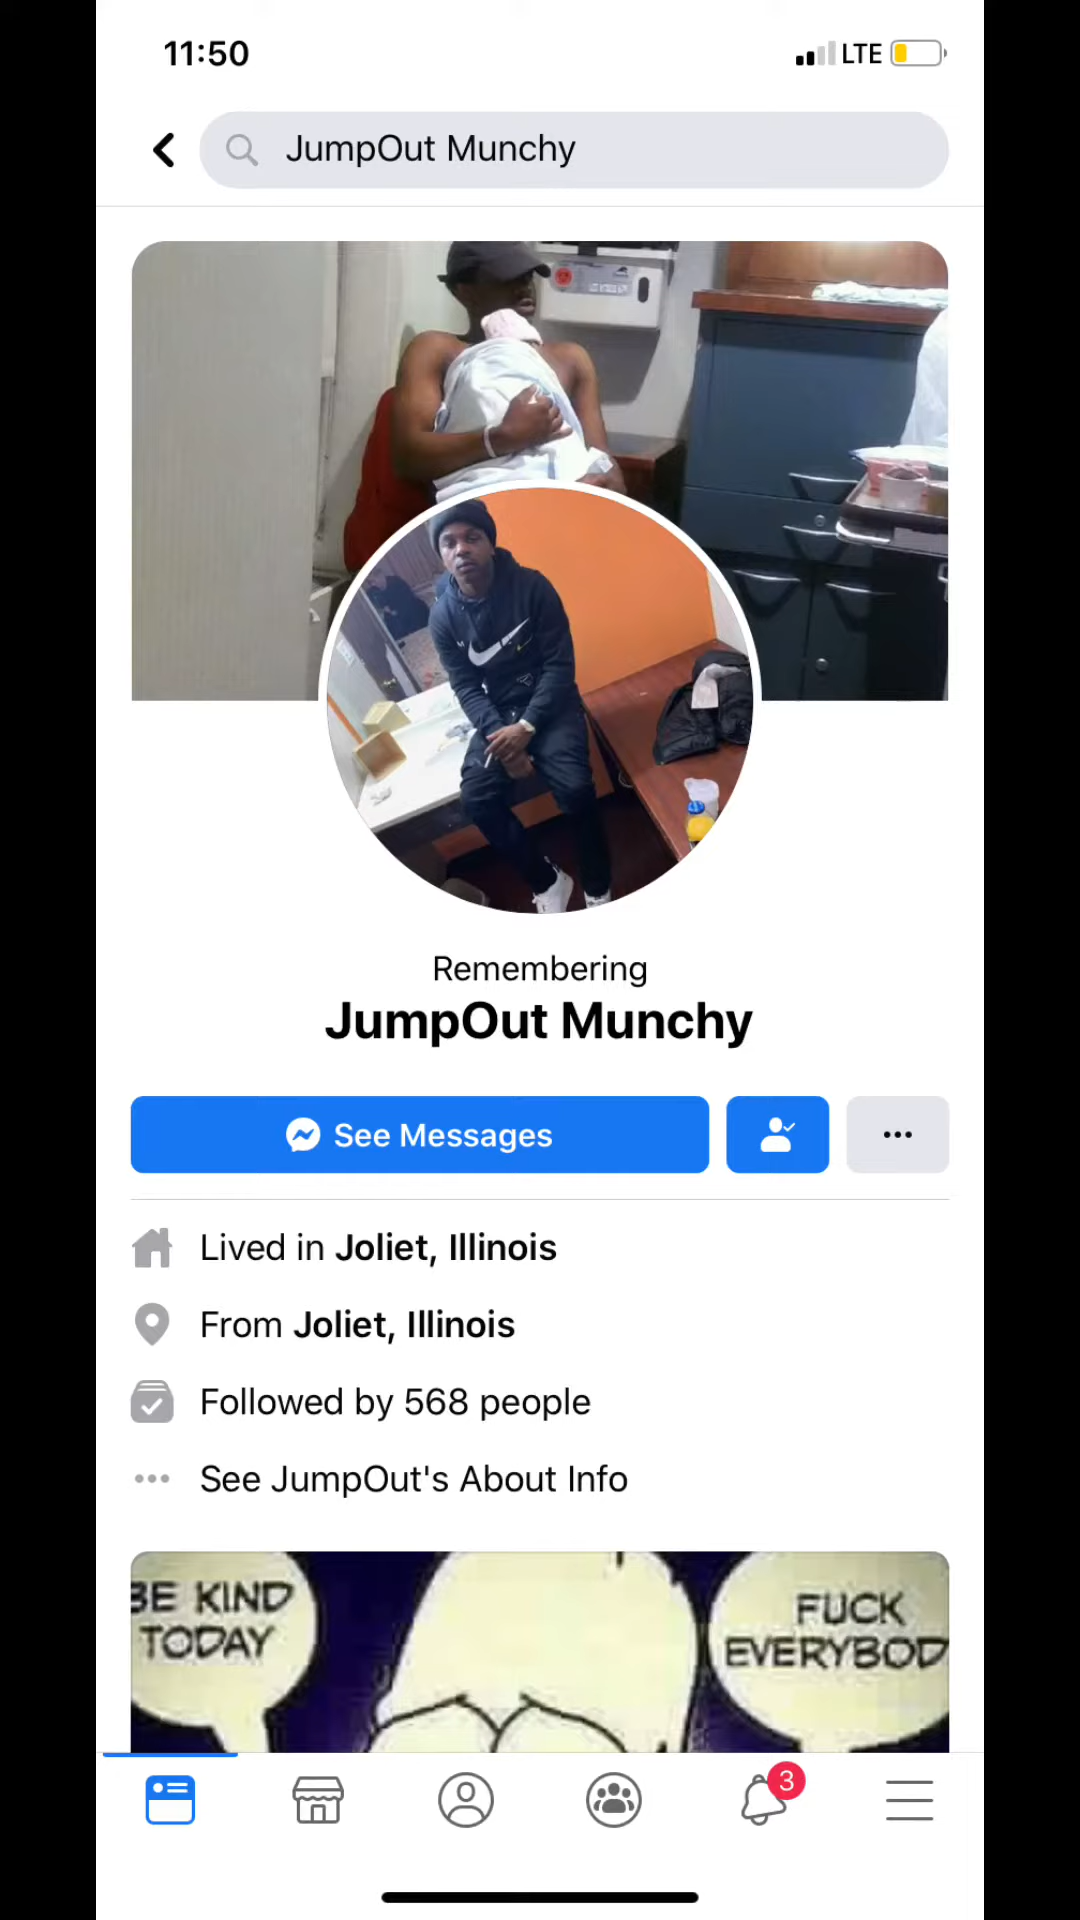 11:50
LTE
JumpOut Munchy
Remembering
JumpOut Munchy
See Messages
Lived in Joliet, Illinois
From Joliet, Illinois
Followed by 568 people
See JumpOut's About Info
BE KIND
TODAY
FUCK
EVERYBOD
3